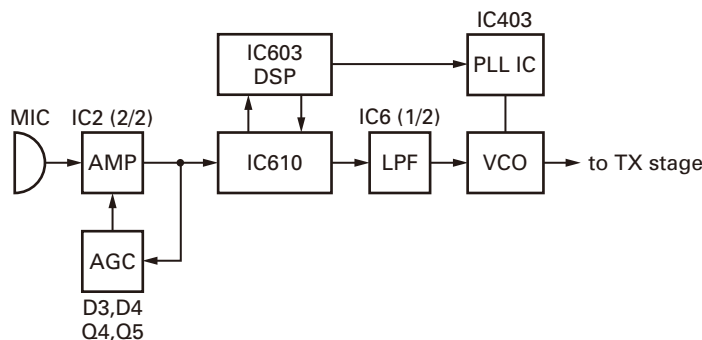 IC403
IC603
DSP
PLL IC
MIC
IC2 (2/2)
IC6 (1/2)
AMP
IC610
LPF
VCO
to TX stage
AGC
D3,D4
Q4,Q5